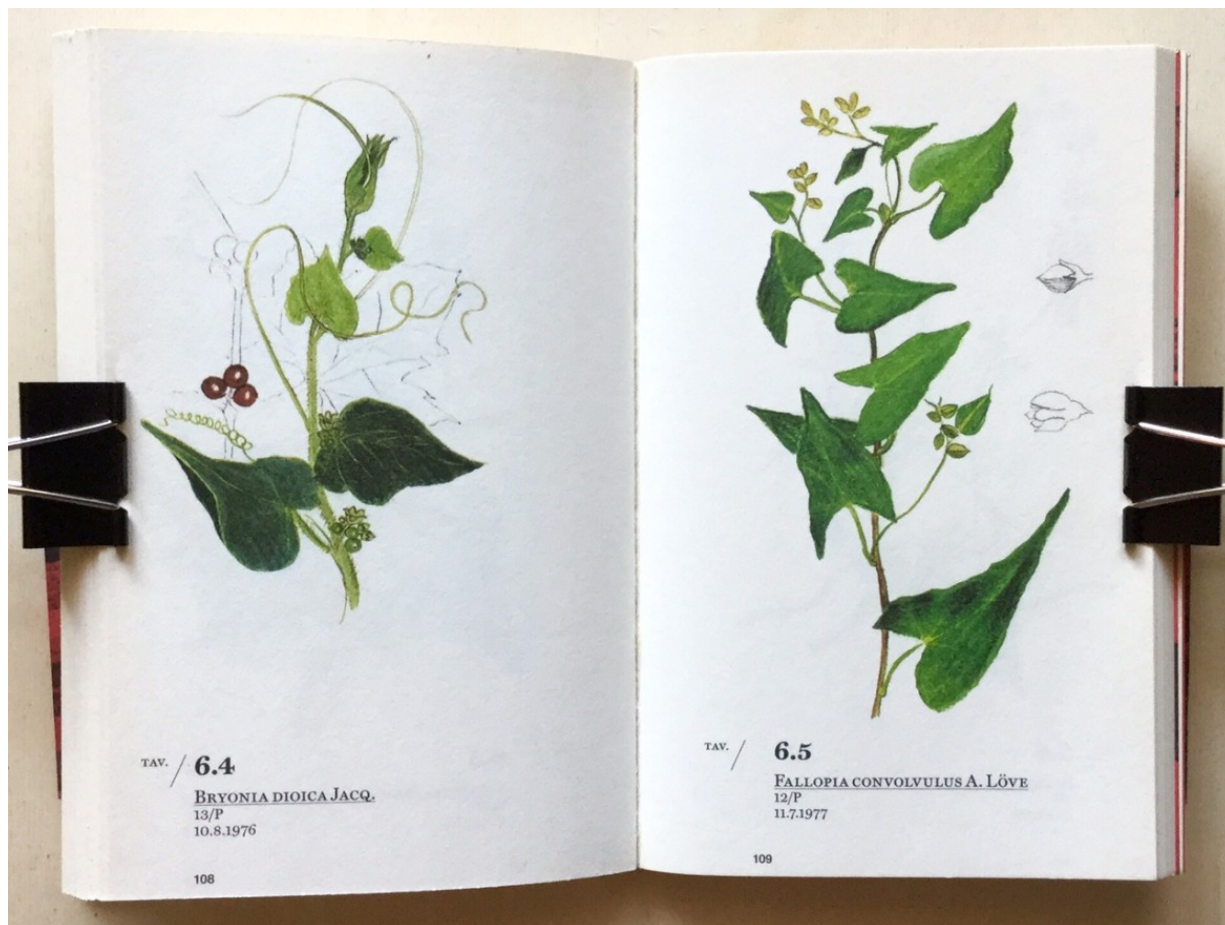 TAV. / 6.4
BRYONIA DIOICA JACQ.
13/P
10.8.1976
108
TAV. / 6.5
FALLOPIA CONVOLVULUS A. LÖVE
12/P
11.7.1977
109